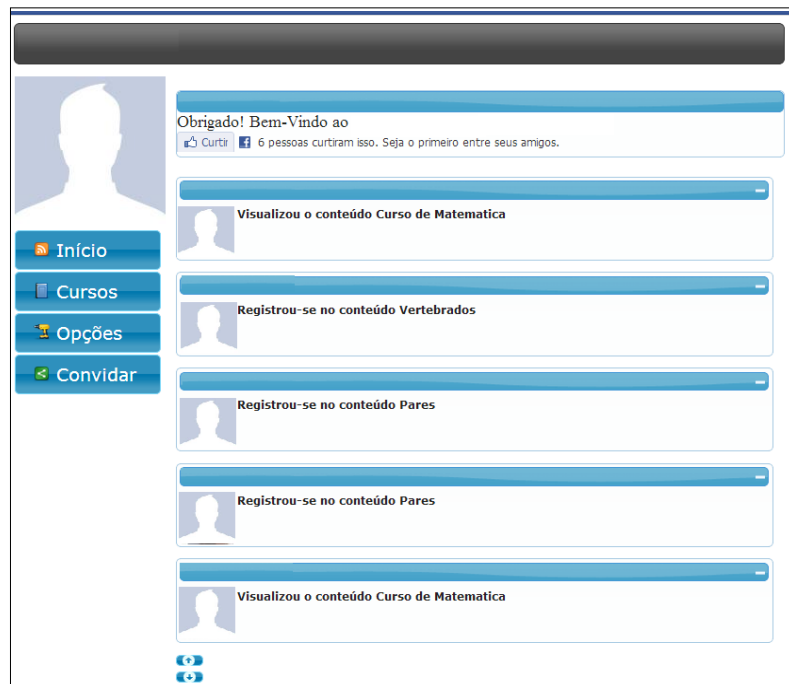 Obrigado! Bem-Vindo ao
Curtir 6 pessoas curtiram isso. Seja o primeiro entre seus amigos.
Início
Cursos
Opções
Convidar
Visualizou o conteúdo Curso de Matematica
Registrou-se no conteúdo Vertebrados
Registrou-se no conteúdo Pares
Registrou-se no conteúdo Pares
Visualizou o conteúdo Curso de Matematica